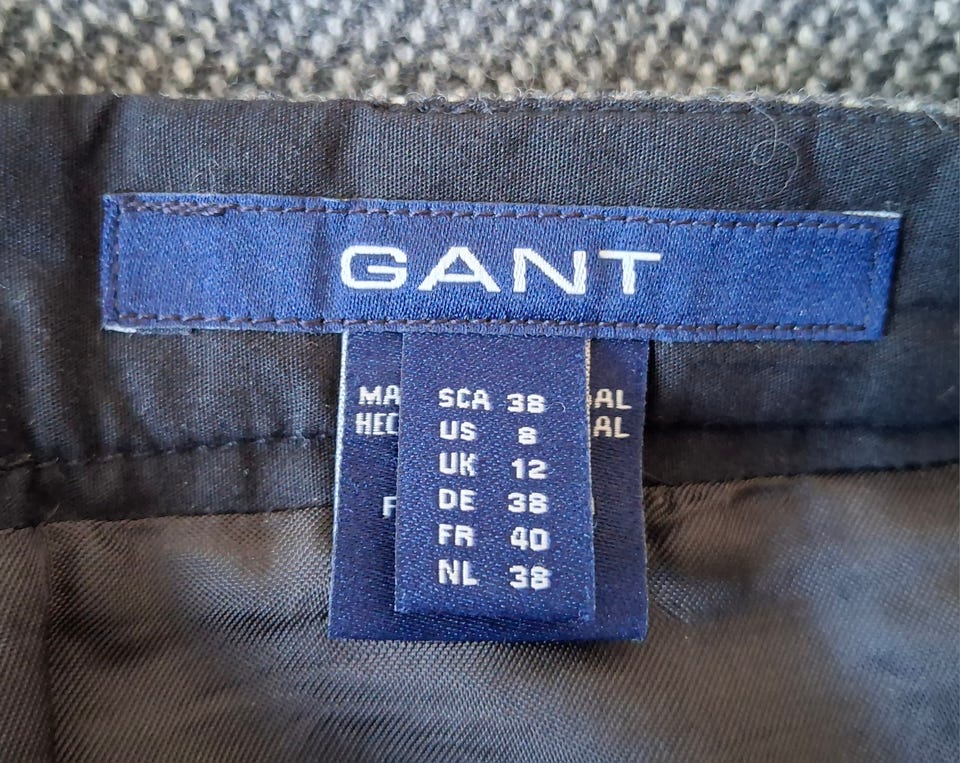 GANT
SCA 38
US 8
UK 12
DE 38
FR 40
NL 38